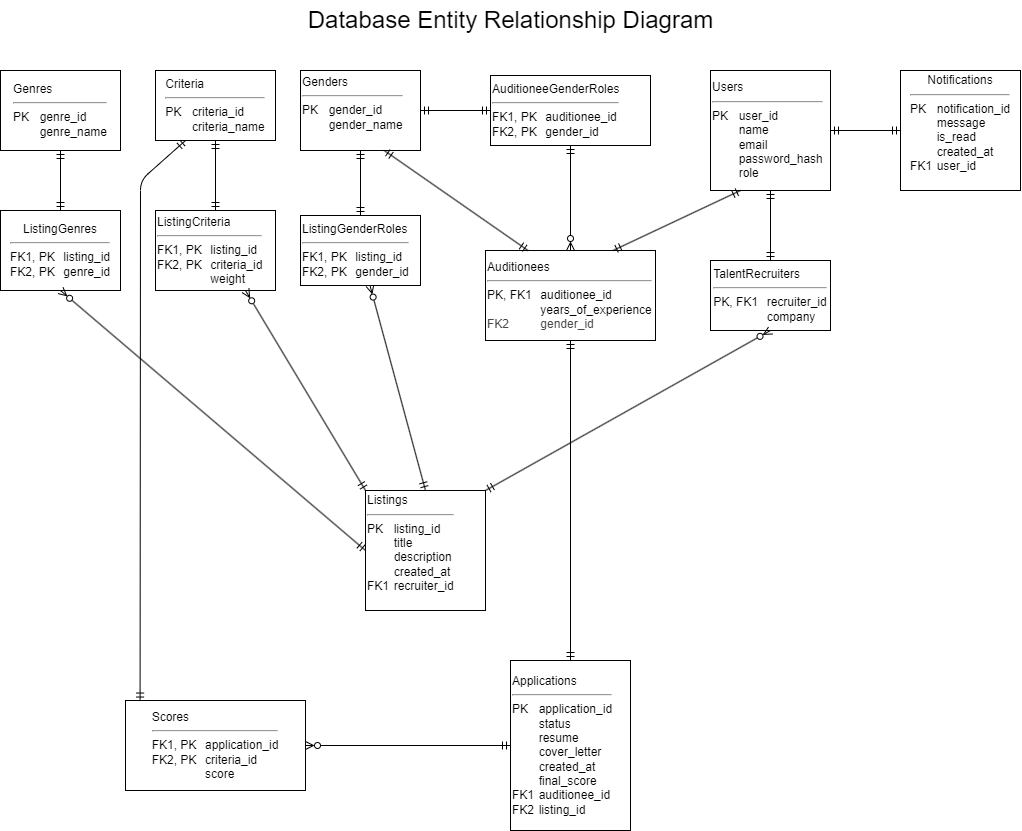 Database Entity Relationship Diagram
Genres
PK genre_id
genre_name
Criteria
PK criteria_id
criteria_name
Genders
PK gender_id
gender_name
AuditioneeGenderRoles
FK1, PK auditionee_id
FK2, PK gender_id
Users
PK user_id
name
email
password_hash
role
Notifications
PK notification_id
message
is_read
created_at
FK1 user_id
ListingGenres
FK1, PK listing_id
FK2, PK genre_id
ListingCriteria
FK1, PK listing_id
FK2, PK criteria_id
weight
ListingGenderRoles
FK1, PK listing_id
FK2, PK gender_id
Auditionees
PK, FK1 auditionee_id
years_of_experience
FK2 gender_id
TalentRecruiters
PK, FK1 recruiter_id
company
Listings
PK listing_id
title
description
created_at
FK1 recruiter_id
Scores
FK1, PK application_id
FK2, PK criteria_id
score
Applications
PK application_id
status
resume
cover_letter
created_at
final_score
FK1 auditionee_id
FK2 listing_id